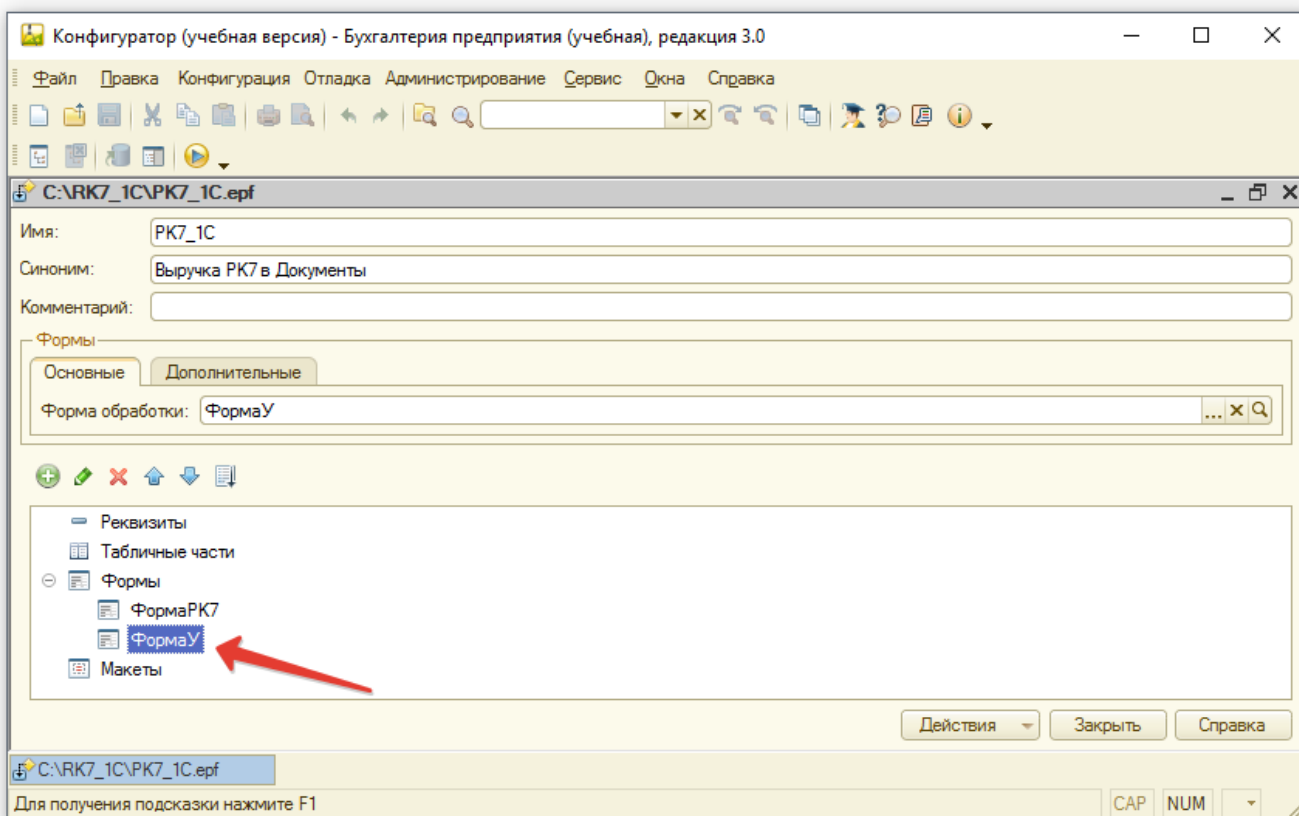 Конфигуратор (учебная версия) - Бухгалтерия предприятия (учебная), редакция 3.0
Файл Правка Конфигурация Отладка Администрирование Сервис Окна Справка
C:\RK7_1C\PK7_1C.epf
Имя: PK7_1C
Синоним: Выручка РК7 в Документы
Комментарий:
Формы
Основные Дополнительные
Форма обработки: ФормаУ
Реквизиты
Табличные части
Формы
ФормаРК7
ФормаУ
Макеты
Действия Закрыть Справка
C:\RK7_1C\PK7_1C.epf
Для получения подсказки нажмите F1 CAP NUM